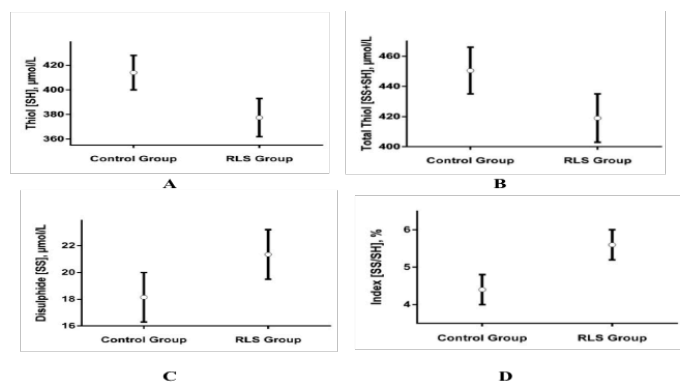 Thiol [SH], µmol/L
420
400
380
360
Control Group
RLS Group
A
Total Thiol [SS+SH], µmol/L
460
440
420
400
Control Group
RLS Group
B
Disulphide [SS], µmol/L
22
20
18
16
Control Group
RLS Group
C
Index [SS/SH], %
6
5
4
Control Group
RLS Group
D